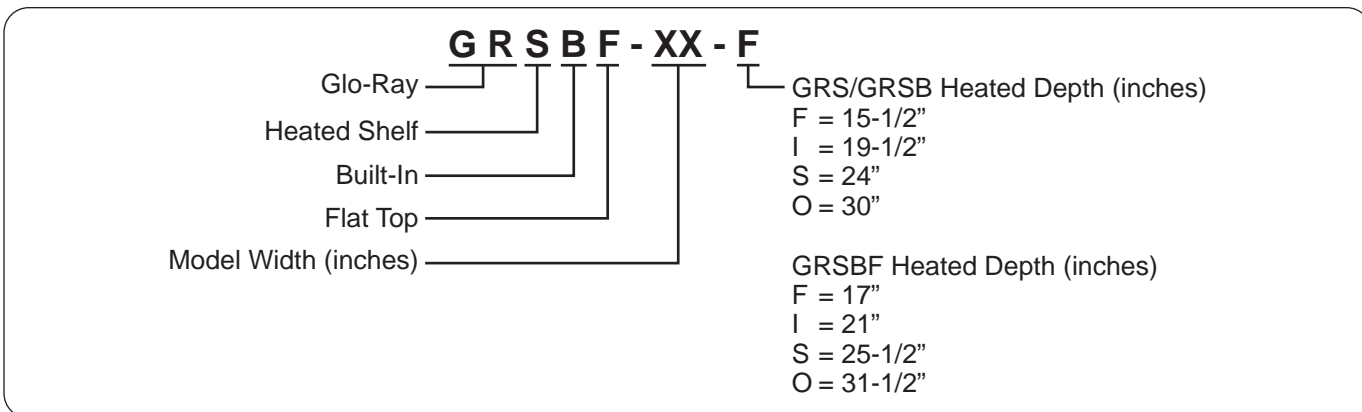 G R S B F - XX - F
Glo-Ray
Heated Shelf
Built-In
Flat Top
Model Width (inches)
GRS/GRSB Heated Depth (inches)
F = 15-1/2”
I = 19-1/2”
S = 24”
O = 30”
GRSBF Heated Depth (inches)
F = 17”
I = 21”
S = 25-1/2”
O = 31-1/2”